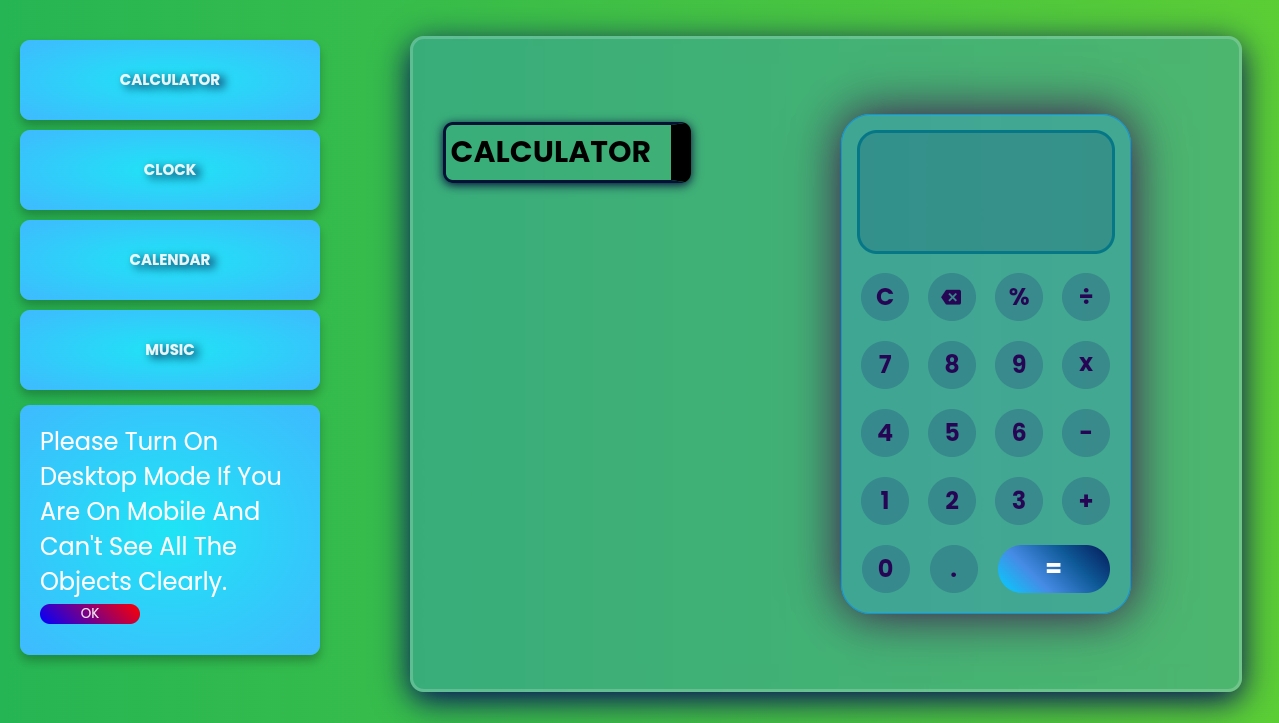 CALCULATOR
CLOCK
CALENDAR
MUSIC
Please Turn On
Desktop Mode If You
Are On Mobile And
Can't See All The
Objects Clearly.
OK
CALCULATOR
C % ÷
7 8 9 x
4 5 6 -
1 2 3 +
0 . =